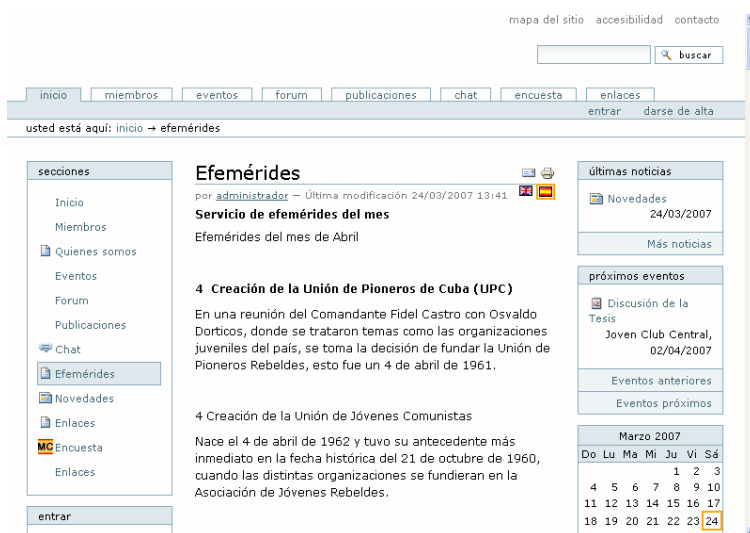 mapa del sitio accesibilidad contacto
buscar
inicio miembros eventos forum publicaciones chat encuesta enlaces
entrar darse de alta
usted está aquí: inicio → efemérides
secciones
Inicio
Miembros
Quienes somos
Eventos
Forum
Publicaciones
Chat
Efemérides
Novedades
Enlaces
MC Encuesta
Enlaces
entrar
Efemérides
por administrador — Última modificación 24/03/2007 13:41
Servicio de efemérides del mes
Efemérides del mes de Abril
4 Creación de la Unión de Pioneros de Cuba (UPC)
En una reunión del Comandante Fidel Castro con Osvaldo
Dorticos, donde se trataron temas como las organizaciones
juveniles del país, se toma la decisión de fundar la Unión de
Pioneros Rebeldes, esto fue un 4 de abril de 1961.
4 Creación de la Unión de Jóvenes Comunistas
Nace el 4 de abril de 1962 y tuvo su antecedente más
inmediato en la fecha histórica del 21 de octubre de 1960,
cuando las distintas organizaciones se fundieran en la
Asociación de Jóvenes Rebeldes.
últimas noticias
Novedades
24/03/2007
Más noticias
próximos eventos
Discusión de la
Tesis
Joven Club Central,
02/04/2007
Eventos anteriores
Eventos próximos
Marzo 2007
Do Lu Ma Mi Ju Vi Sá
1 2 3
4 5 6 7 8 9 10
11 12 13 14 15 16 17
18 19 20 21 22 23 24